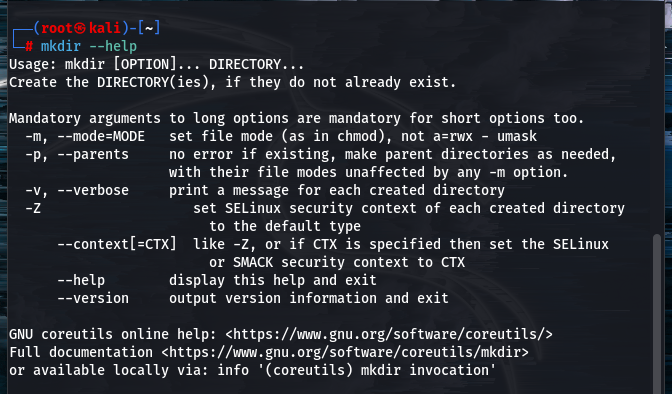 ┌──(root㉿kali)-[~]
└─# mkdir --help
Usage: mkdir [OPTION]... DIRECTORY...
Create the DIRECTORY(ies), if they do not already exist.

Mandatory arguments to long options are mandatory for short options too.
  -m, --mode=MODE   set file mode (as in chmod), not a=rwx - umask
  -p, --parents     no error if existing, make parent directories as needed,
                    with their file modes unaffected by any -m option.
  -v, --verbose     print a message for each created directory
  -Z                   set SELinux security context of each created directory
                         to the default type
      --context[=CTX]  like -Z, or if CTX is specified then set the SELinux
                         or SMACK security context to CTX
      --help        display this help and exit
      --version     output version information and exit

GNU coreutils online help: <https://www.gnu.org/software/coreutils/>
Full documentation <https://www.gnu.org/software/coreutils/mkdir>
or available locally via: info '(coreutils) mkdir invocation'